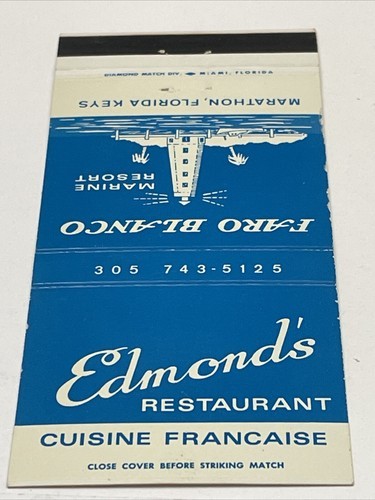 DIAMOND MATCH DIV. MIAMI, FLORIDA
MARATHON, FLORIDA KEYS
MARINE
RESORT
FARO BLANCO
305 743-5125
Edmond's
RESTAURANT
CUISINE FRANCAISE
CLOSE COVER BEFORE STRIKING MATCH